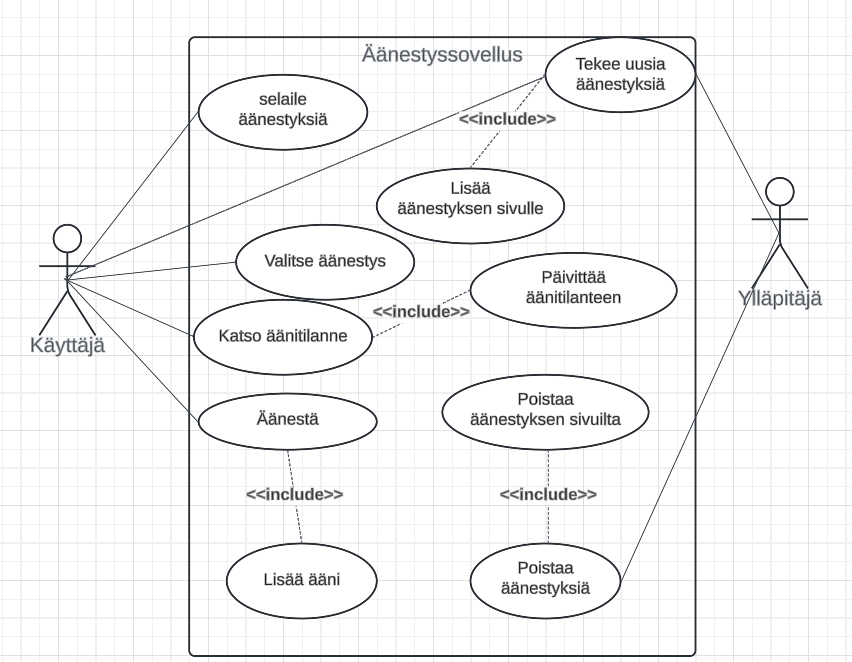 Äänestyssovellus
Tekee uusia
äänestyksiä
selaile
äänestyksiä
<<include>>
Lisää
äänestyksen sivulle
Valitse äänestys
Päivittää
äänitilanteen
Ylläpitäjä
<<include>>
Katso äänitilanne
Käyttäjä
Poistaa
äänestyksen sivuilta
Äänestä
<<include>>
<<include>>
Lisää ääni
Poistaa
äänestyksiä